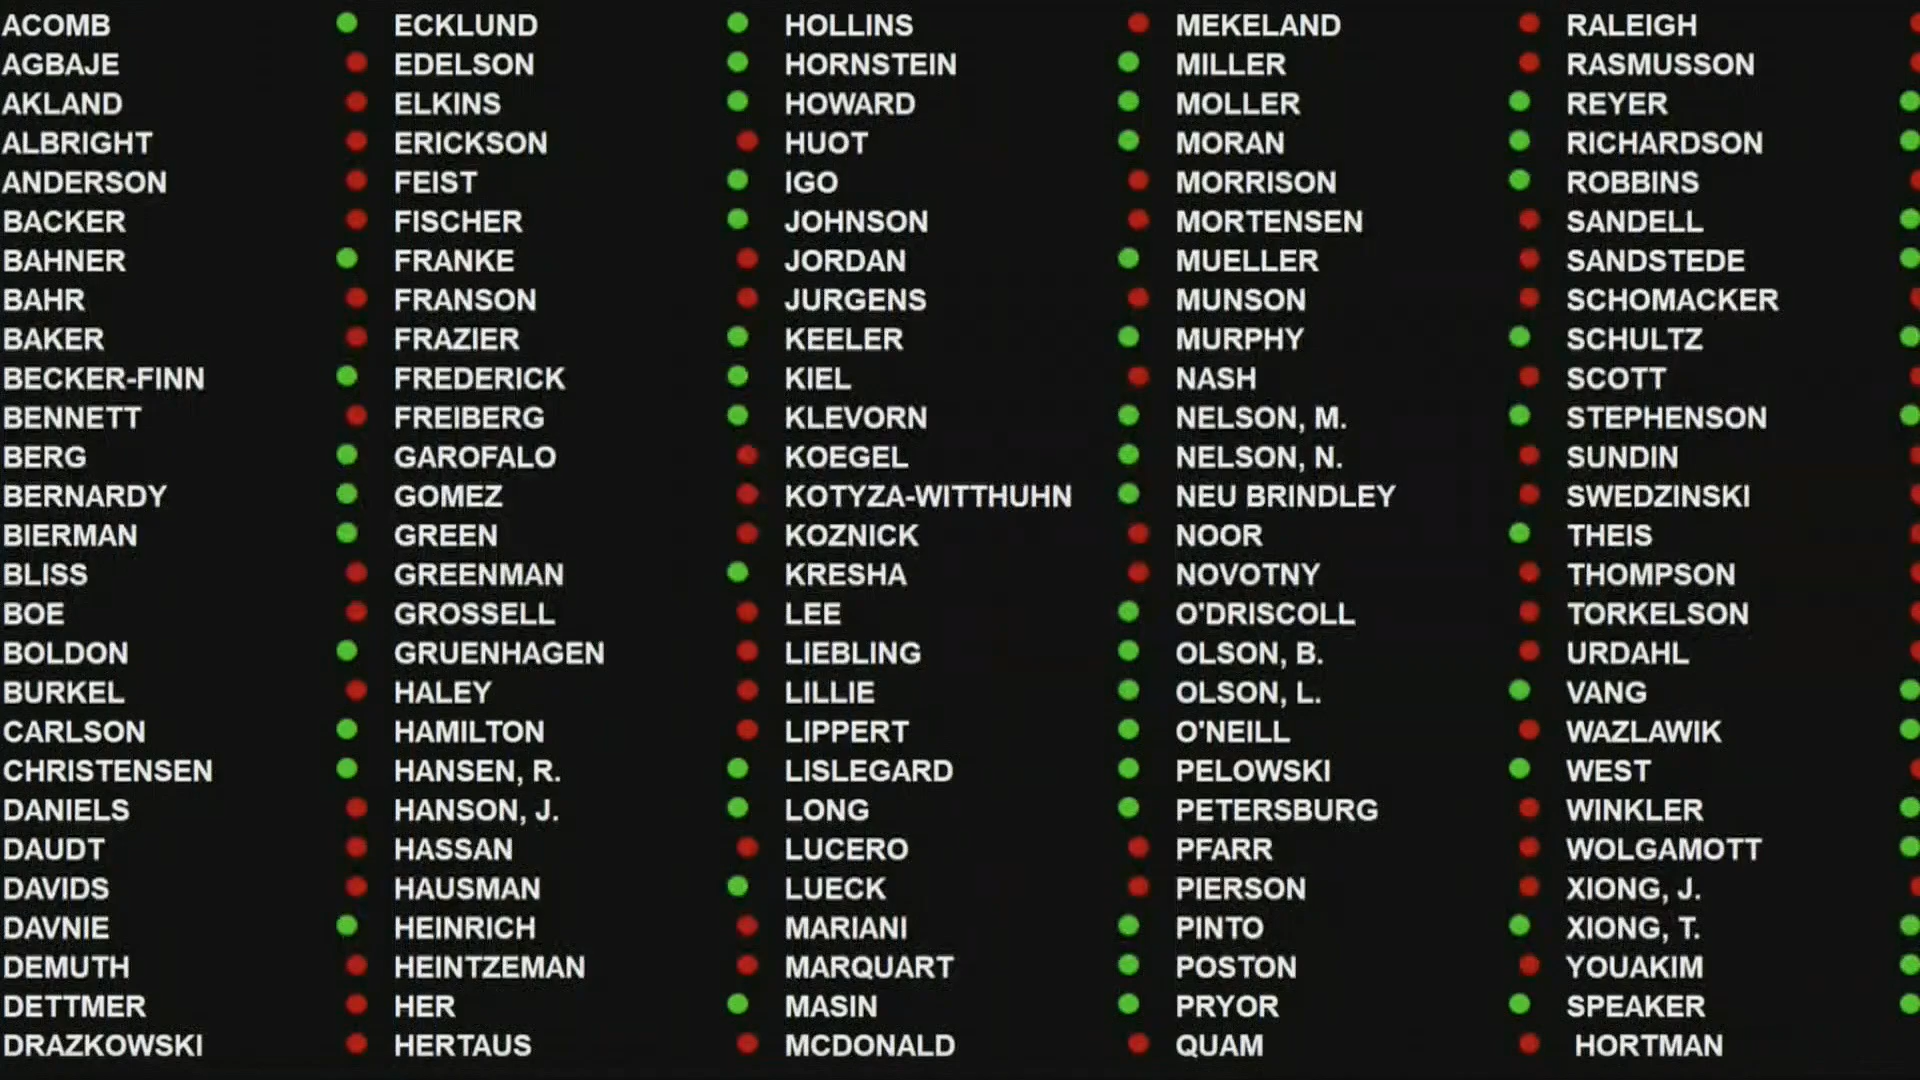 ACOMB ECKLUND HOLLINS MEKELAND RALEIGH
AGBAJE EDELSON HORNSTEIN MILLER RASMUSSON
AKLAND ELKINS HOWARD MOLLER REYER
ALBRIGHT ERICKSON HUOT MORAN RICHARDSON
ANDERSON FEIST IGO MORRISON ROBBINS
BACKER FISCHER JOHNSON MORTENSEN SANDELL
BAHNER FRANKE JORDAN MUELLER SANDSTEDE
BAHR FRANSON JURGENS MUNSON SCHOMACKER
BAKER FRAZIER KEELER MURPHY SCHULTZ
BECKER-FINN FREDERICK KIEL NASH SCOTT
BENNETT FREIBERG KLEVORN NELSON, M. STEPHENSON
BERG GAROFALO KOEGEL NELSON, N. SUNDIN
BERNARDY GOMEZ KOTYZA-WITTHUHN NEU BRINDLEY SWEDZINSKI
BIERMAN GREEN KOZNICK NOOR THEIS
BLISS GREENMAN KRESHA NOVOTNY THOMPSON
BOE GROSSELL LEE O'DRISCOLL TORKELSON
BOLDON GRUENHAGEN LIEBLING OLSON, B. URDAHL
BURKEL HALEY LILLIE OLSON, L. VANG
CARLSON HAMILTON LIPPERT O'NEILL WAZLAWIK
CHRISTENSEN HANSEN, R. LISLEGARD PELOWSKI WEST
DANIELS HANSON, J. LONG PETERSBURG WINKLER
DAUDT HASSAN LUCERO PFARR WOLGAMOTT
DAVIDS HAUSMAN LUECK PIERSON XIONG, J.
DAVNIE HEINRICH MARIANI PINTO XIONG, T.
DEMUTH HEINTZEMAN MARQUART POSTON YOUAKIM
DETTMER HER MASIN PRYOR SPEAKER
DRAZKOWSKI HERTAUS MCDONALD QUAM HORTMAN